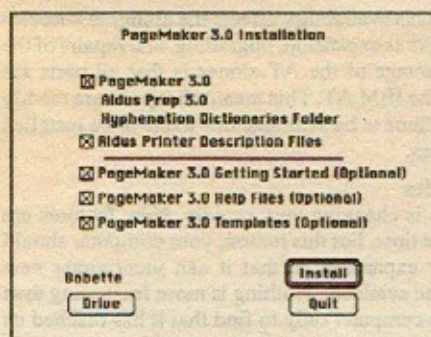 PageMaker 3.0 Installation
PageMaker 3.0
Aldus Prep 3.0
Hyphenation Dictionaries Folder
Aldus Printer Description Files
PageMaker 3.0 Getting Started (Optional)
PageMaker 3.0 Help Files (Optional)
PageMaker 3.0 Templates (Optional)
Babette
Install
Drive
Quit